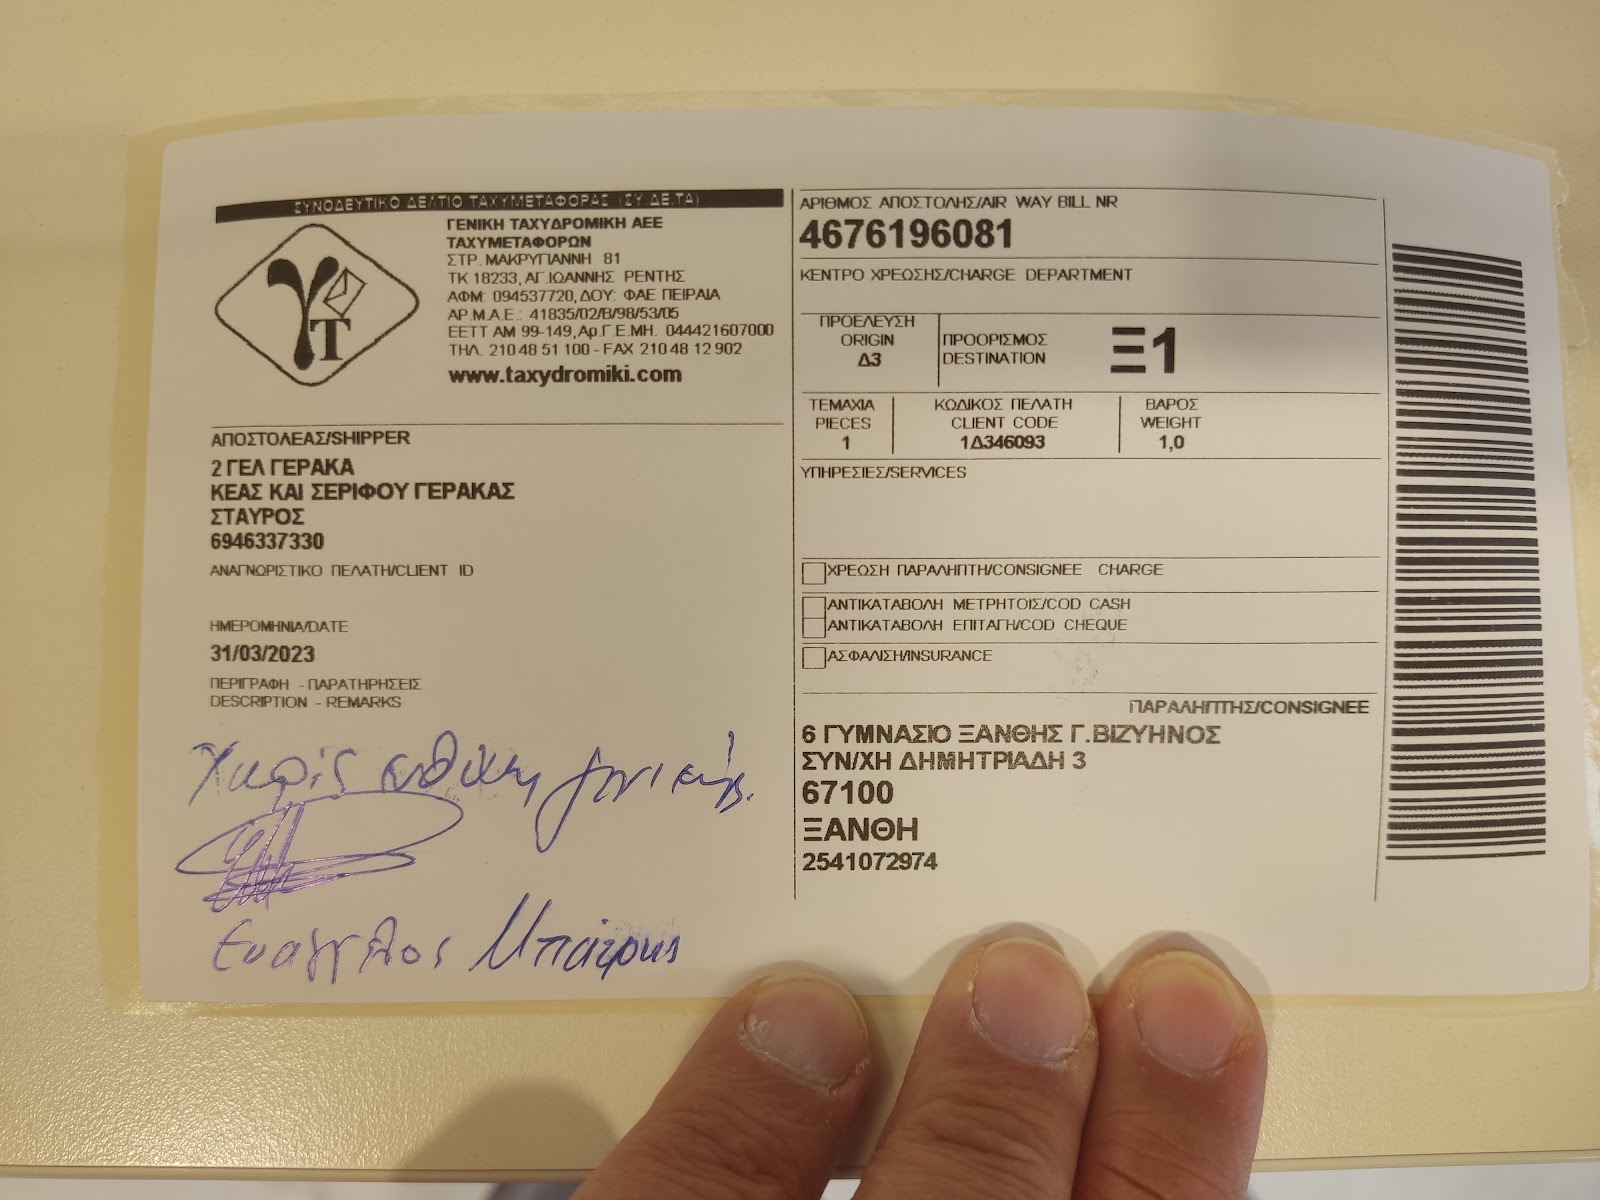 ΣΥΝΟΔΕΥΤΙΚΟ ΔΕΛΤΙΟ ΤΑΧΥΜΕΤΑΦΟΡΑΣ (ΣΥ.ΔΕ.ΤΑ)
γΤ
ΓΕΝΙΚΗ ΤΑΧΥΔΡΟΜΙΚΗ ΑΕΕ
ΤΑΧΥΜΕΤΑΦΟΡΩΝ
ΣΤΡ. ΜΑΚΡΥΓΙΑΝΝΗ 81
ΤΚ 18233, ΑΓ.ΙΩΑΝΝΗΣ ΡΕΝΤΗΣ
ΑΦΜ: 094537720, ΔΟΥ: ΦΑΕ ΠΕΙΡΑΙΑ
ΑΡ.Μ.Α.Ε.: 41835/02/Β/98/53/05
ΕΕΤΤ ΑΜ 99-149, Αρ.Γ.Ε.ΜΗ. 044421607000
ΤΗΛ. 210 48 51 100 - FAX 210 48 12 902
www.taxydromiki.com
ΑΠΟΣΤΟΛΕΑΣ/SHIPPER
2 ΓΕΛ ΓΕΡΑΚΑ
ΚΕΑΣ ΚΑΙ ΣΕΡΙΦΟΥ ΓΕΡΑΚΑΣ
ΣΤΑΥΡΟΣ
6946337330
ΑΝΑΓΝΩΡΙΣΤΙΚΟ ΠΕΛΑΤΗ/CLIENT ID
ΗΜΕΡΟΜΗΝΙΑ/DATE
31/03/2023
ΠΕΡΙΓΡΑΦΗ - ΠΑΡΑΤΗΡΗΣΕΙΣ
DESCRIPTION - REMARKS
Χωρίς ευθύνη γενικής.
Ευάγγελος
ΑΡΙΘΜΟΣ ΑΠΟΣΤΟΛΗΣ/AIR WAY BILL NR
4676196081
ΚΕΝΤΡΟ ΧΡΕΩΣΗΣ/CHARGE DEPARTMENT
ΠΡΟΕΛΕΥΣΗ
ORIGIN
Δ3
ΠΡΟΟΡΙΣΜΟΣ
DESTINATION
Ξ1
ΤΕΜΑΧΙΑ
PIECES
1
ΚΩΔΙΚΟΣ ΠΕΛΑΤΗ
CLIENT CODE
1Δ346093
ΒΑΡΟΣ
WEIGHT
1,0
ΥΠΗΡΕΣΙΕΣ/SERVICES
ΧΡΕΩΣΗ ΠΑΡΑΛΗΠΤΗ/CONSIGNEE CHARGE
ΑΝΤΙΚΑΤΑΒΟΛΗ ΜΕΤΡΗΤΟΙΣ/COD CASH
ΑΝΤΙΚΑΤΑΒΟΛΗ ΕΠΙΤΑΓΗ/COD CHEQUE
ΑΣΦΑΛΙΣΗ/INSURANCE
ΠΑΡΑΛΗΠΤΗΣ/CONSIGNEE
6 ΓΥΜΝΑΣΙΟ ΞΑΝΘΗΣ Γ.ΒΙΖΥΗΝΟΣ
ΣΥΝ/ΧΗ ΔΗΜΗΤΡΙΑΔΗ 3
67100
ΞΑΝΘΗ
2541072974